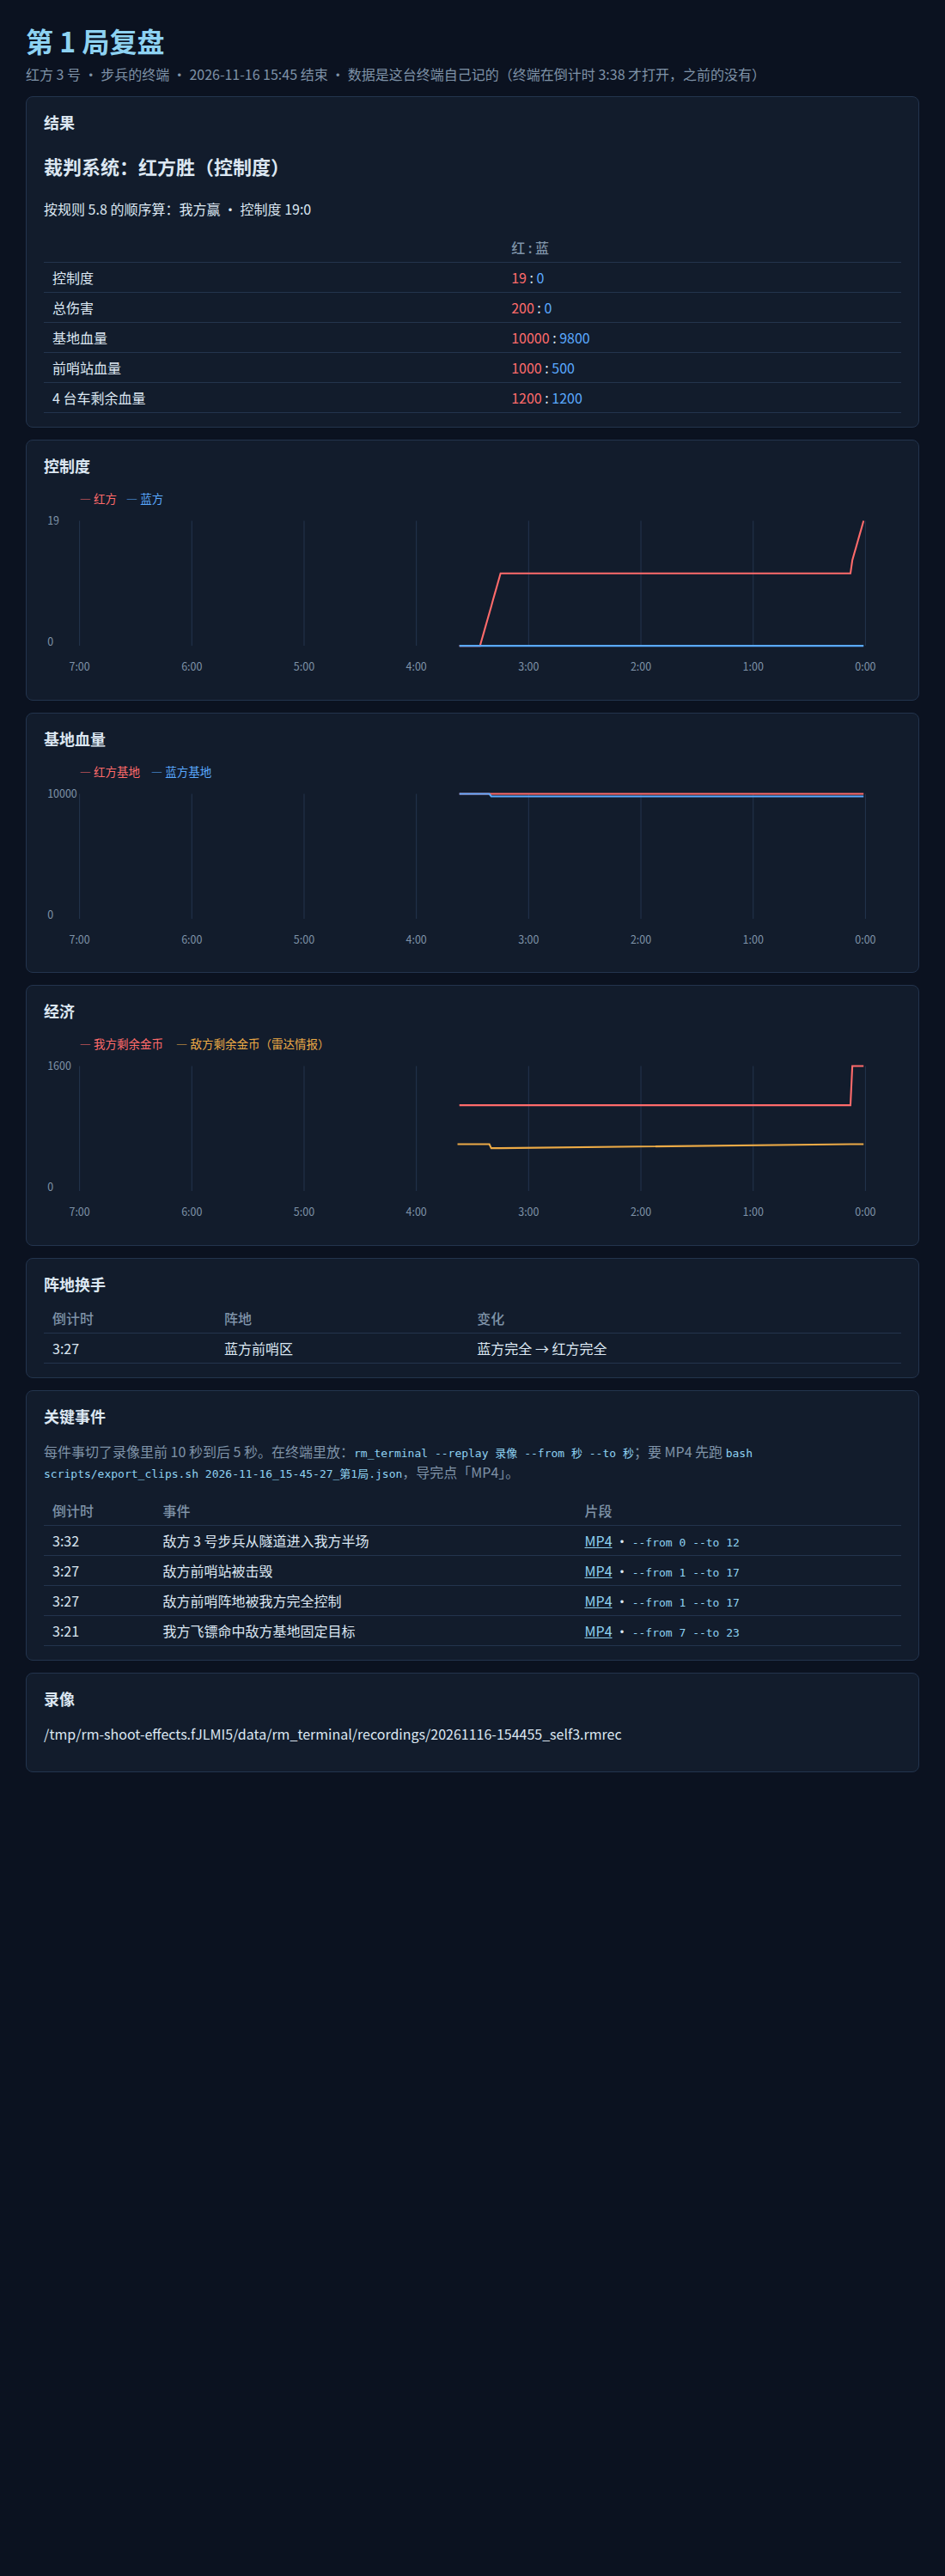 第 1 局复盘
红方 3 号 · 步兵的终端 · 2026-11-16 15:45 结束 · 数据是这台终端自己记的（终端在倒计时 3:38 才打开，之前的没有）
结果
裁判系统：红方胜（控制度）
按规则 5.8 的顺序算：我方赢 · 控制度 19:0
红 : 蓝
控制度 19 : 0
总伤害 200 : 0
基地血量 10000 : 9800
前哨站血量 1000 : 500
4 台车剩余血量 1200 : 1200
控制度
— 红方 — 蓝方
19
0
7:00 6:00 5:00 4:00 3:00 2:00 1:00 0:00
基地血量
— 红方基地 — 蓝方基地
10000
0
7:00 6:00 5:00 4:00 3:00 2:00 1:00 0:00
经济
— 我方剩余金币 — 敌方剩余金币（雷达情报）
1600
0
7:00 6:00 5:00 4:00 3:00 2:00 1:00 0:00
阵地换手
倒计时 阵地 变化
3:27 蓝方前哨区 蓝方完全 → 红方完全
关键事件
每件事切了录像里前 10 秒到后 5 秒。在终端里放：rm_terminal --replay 录像 --from 秒 --to 秒；要 MP4 先跑 bash
scripts/export_clips.sh 2026-11-16_15-45-27_第1局.json，导完点「MP4」。
倒计时 事件 片段
3:32 敌方 3 号步兵从隧道进入我方半场 MP4 · --from 0 --to 12
3:27 敌方前哨站被击毁 MP4 · --from 1 --to 17
3:27 敌方前哨阵地被我方完全控制 MP4 · --from 1 --to 17
3:21 我方飞镖命中敌方基地固定目标 MP4 · --from 7 --to 23
录像
/tmp/rm-shoot-effects.fJLMI5/data/rm_terminal/recordings/20261116-154455_self3.rmrec